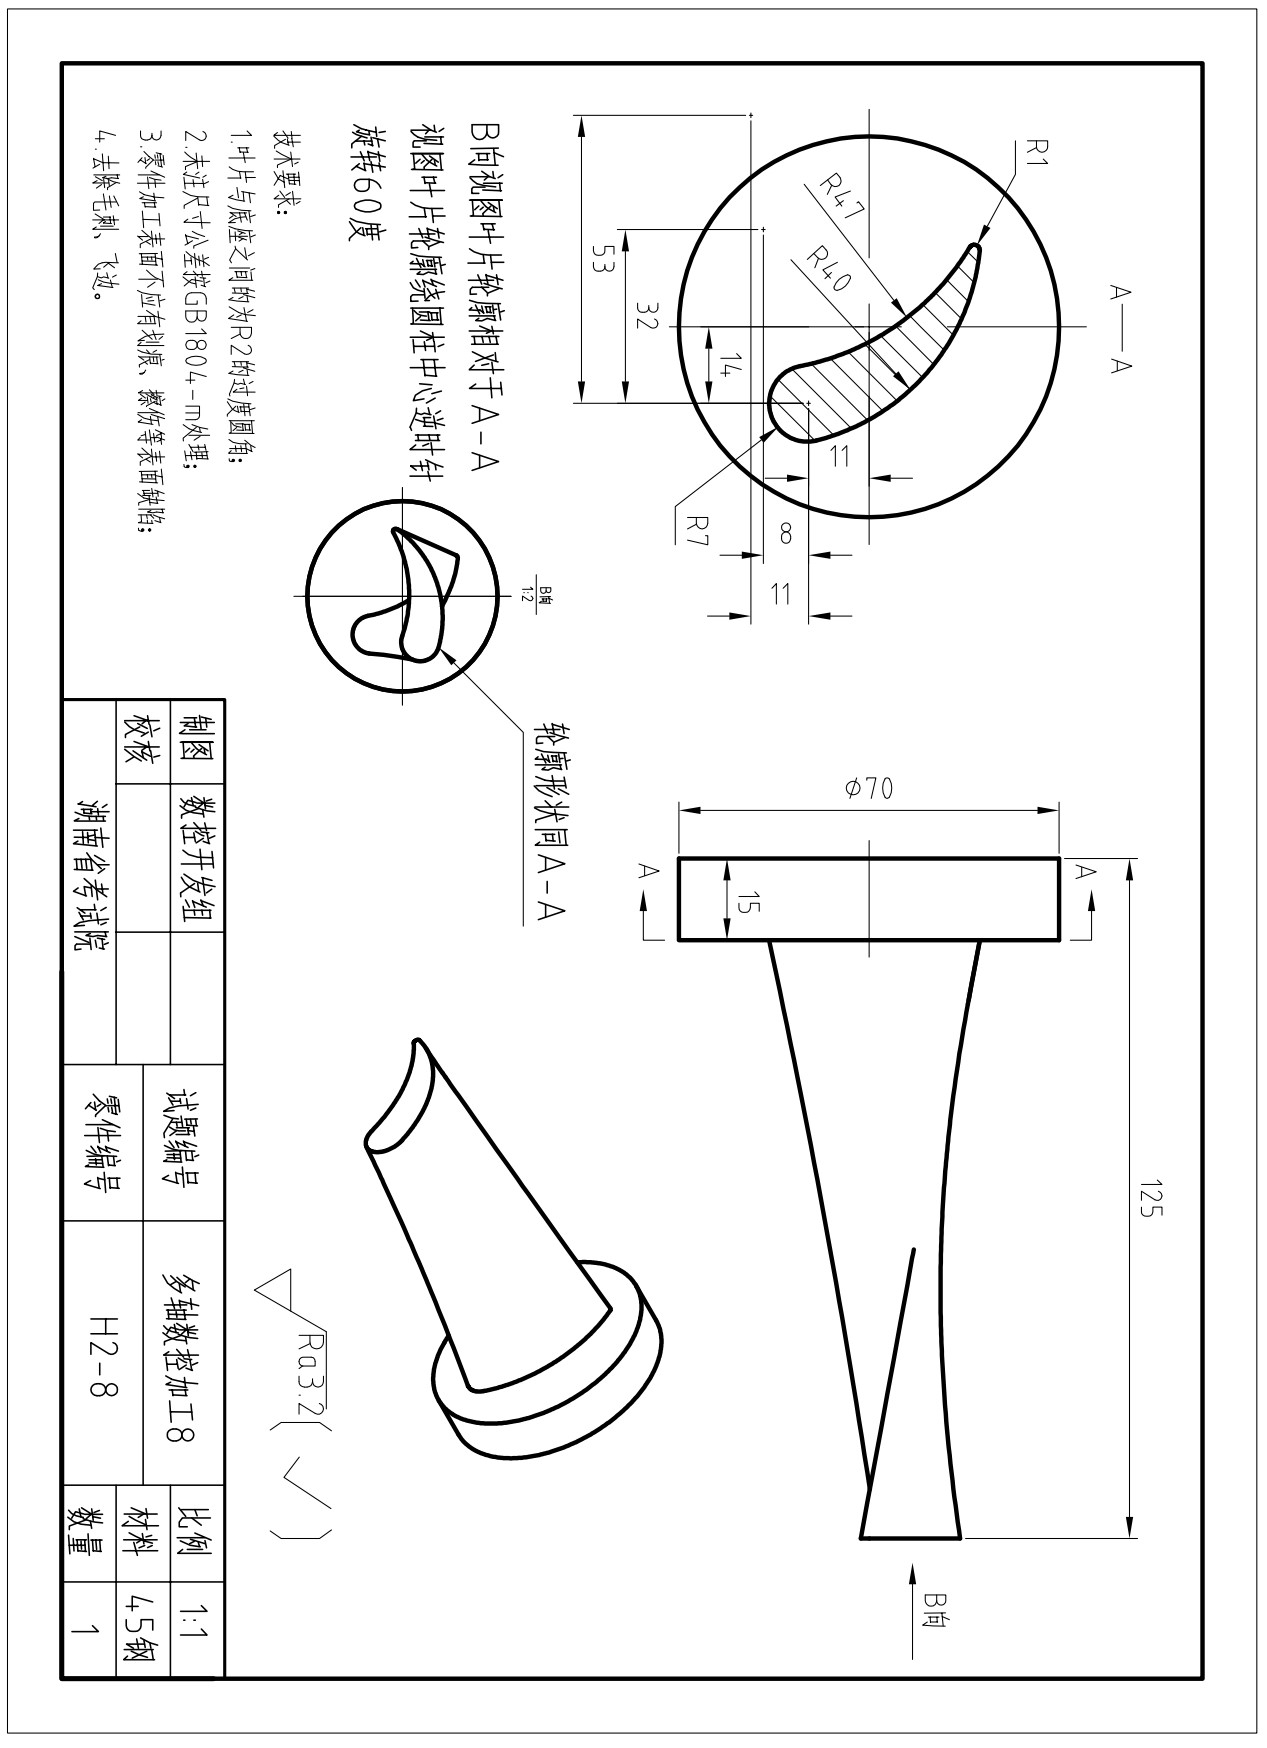 A——A
R1
R47
R40
53
32
14
11
8
11
R7
Φ70
A
A
15
125
B向
B向
1:2
轮廓形状同A-A
B向视图叶片轮廓相对于A-A
视图叶片轮廓绕圆柱中心逆时针
旋转60度
技术要求:
1.叶片与底座之间的为R2的过度圆角;
2.未注尺寸公差按GB1804-m处理;
3.零件加工表面不应有划痕、擦伤等表面缺陷;
4.去除毛刺、飞边。
Ra3.2
制图 数控开发组
校核
湖南省考试院
试题编号 多轴数控加工8
零件编号 H2-8
比例 1:1
材料 45钢
数量 1